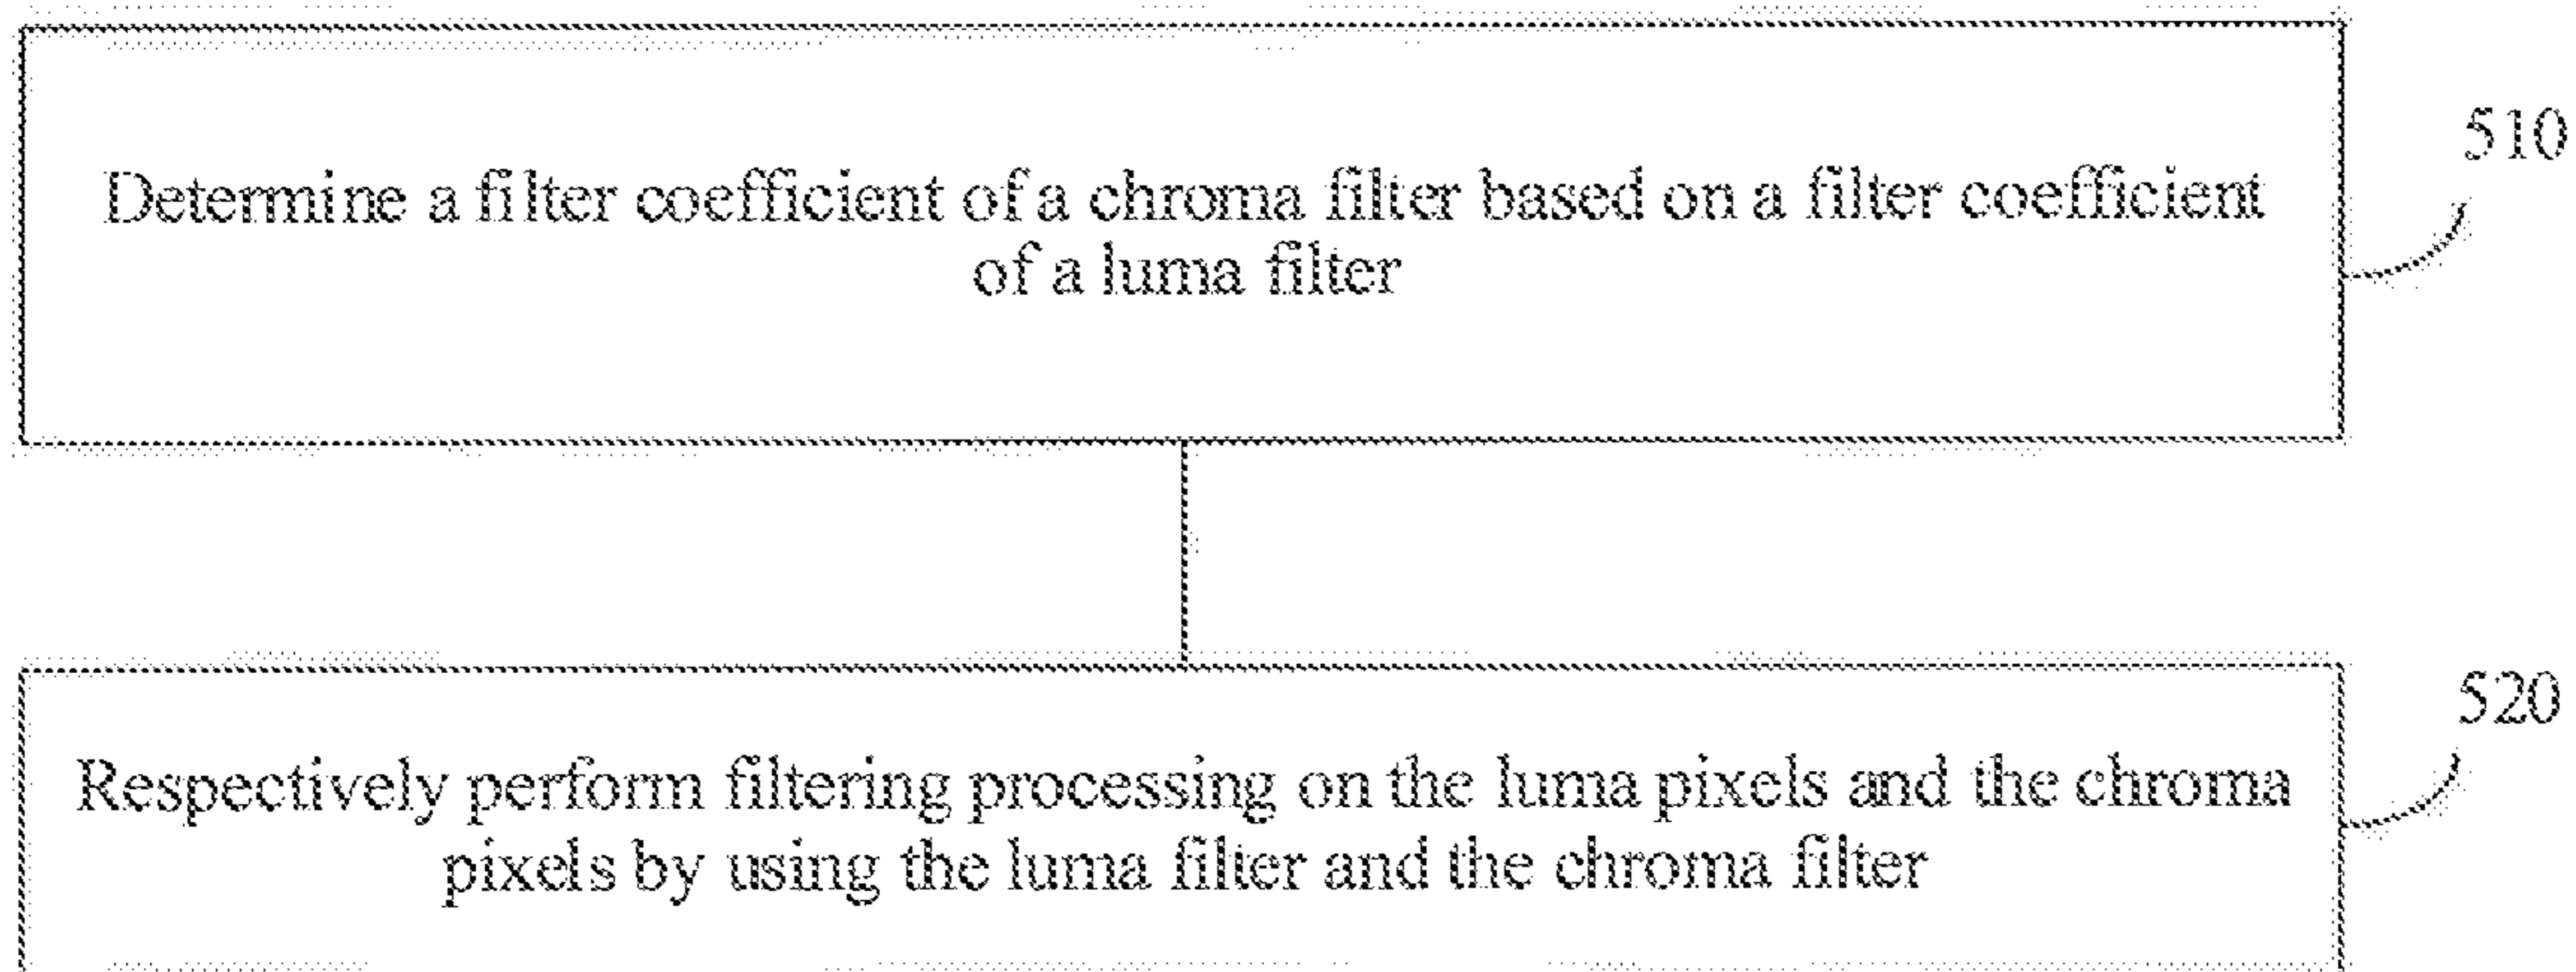 510
Determine a filter coefficient of a chroma filter based on a filter coefficient
of a luma filter
520
Respectively perform filtering processing on the luma pixels and the chroma
pixels by using the luma filter and the chroma filter